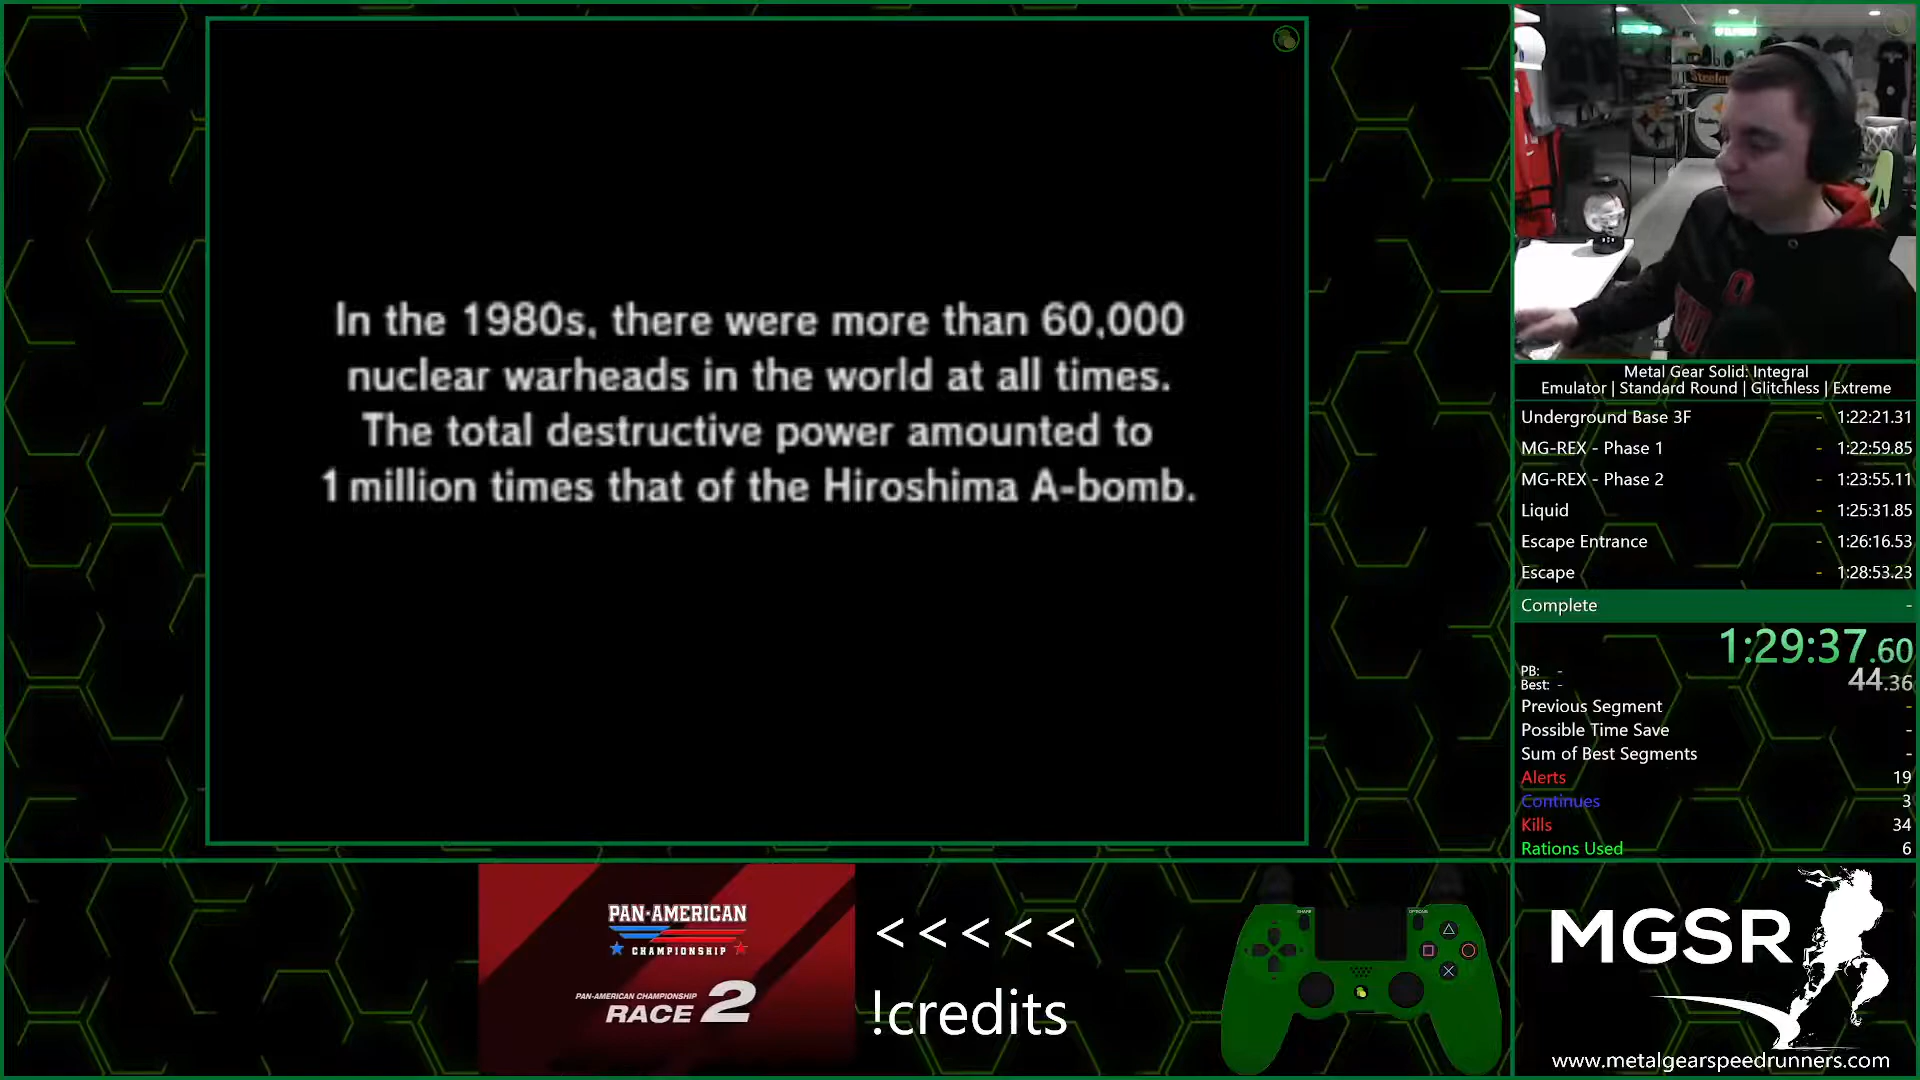 In the 1980s, there were more than 60,000
nuclear warheads in the world at all times.
The total destructive power amounted to
1 million times that of the Hiroshima A-bomb.
Steelers
Metal Gear Solid: Integral
Emulator | Standard Round | Glitchless | Extreme
Underground Base 3F - 1:22:21.31
MG-REX - Phase 1 - 1:22:59.85
MG-REX - Phase 2 - 1:23:55.11
Liquid - 1:25:31.85
Escape Entrance - 1:26:16.53
Escape - 1:28:53.23
Complete -
1:29:37.60
PB: - 44.36
Best: -
Previous Segment -
Possible Time Save -
Sum of Best Segments -
Alerts 19
Continues 3
Kills 34
Rations Used 6
PAN-AMERICAN
CHAMPIONSHIP
PAN-AMERICAN CHAMPIONSHIP
RACE 2
< < < < <
!credits
SHARE
OPTIONS
MGSR
www.metalgearspeedrunners.com